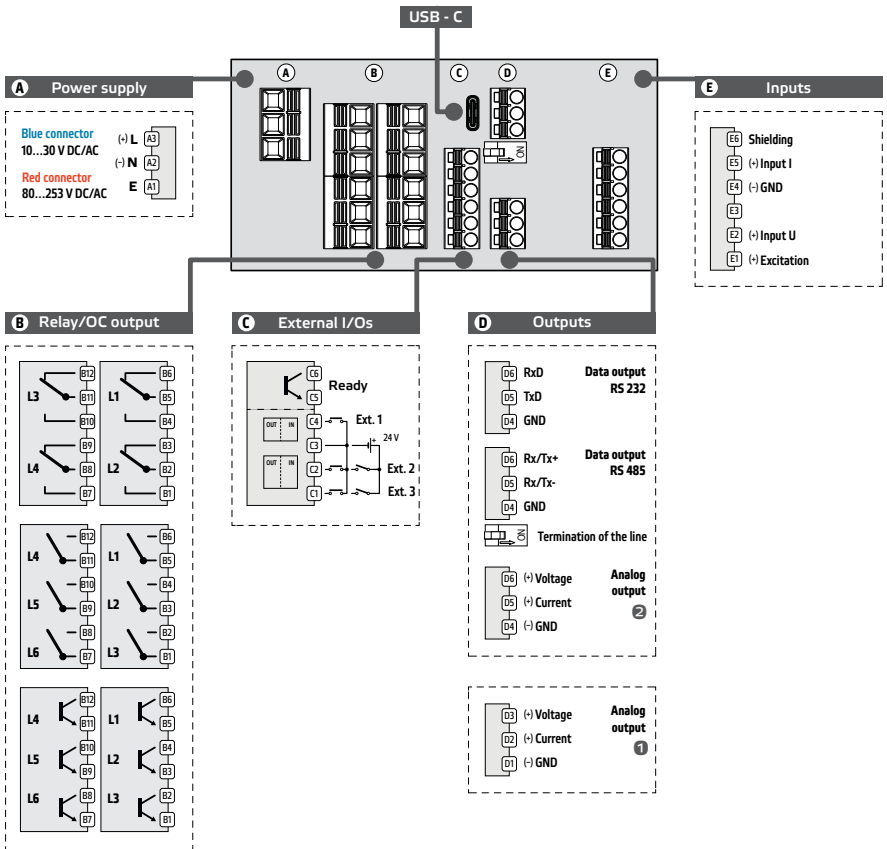 USB - C
A B C D E
A Power supply
Blue connector
10...30 V DC/AC
Red connector
80...253 V DC/AC
(+) L A3
(-) N A2
E A1
ON
E Inputs
E6 Shielding
E5 (+) Input I
E4 (-) GND
E3
E2 (+) Input U
E1 (+) Excitation
B Relay/OC output
L3 B12 L1 B6
B11 B5
B10 B4
L4 B9 L2 B3
B8 B2
B7 B1
B12 B6
L4 B11 L1 B5
B10 B4
L5 B9 L2 B3
B8 B2
L6 B7 L3 B1
B12 B6
L4 B11 L1 B5
B10 B4
L5 B9 L2 B3
B8 B2
L6 B7 L3 B1
C External I/Os
C6
Ready
C5
OUT IN C4 Ext. 1
C3 + 24 V
OUT IN C2 Ext. 2
C1 Ext. 3
D Outputs
D6 RxD Data output
D5 TxD RS 232
D4 GND
D6 Rx/Tx+ Data output
D5 Rx/Tx- RS 485
D4 GND
ON Termination of the line
D6 (+) Voltage Analog
D5 (+) Current output
D4 (-) GND 2
D3 (+) Voltage Analog
D2 (+) Current output
D1 (-) GND 1